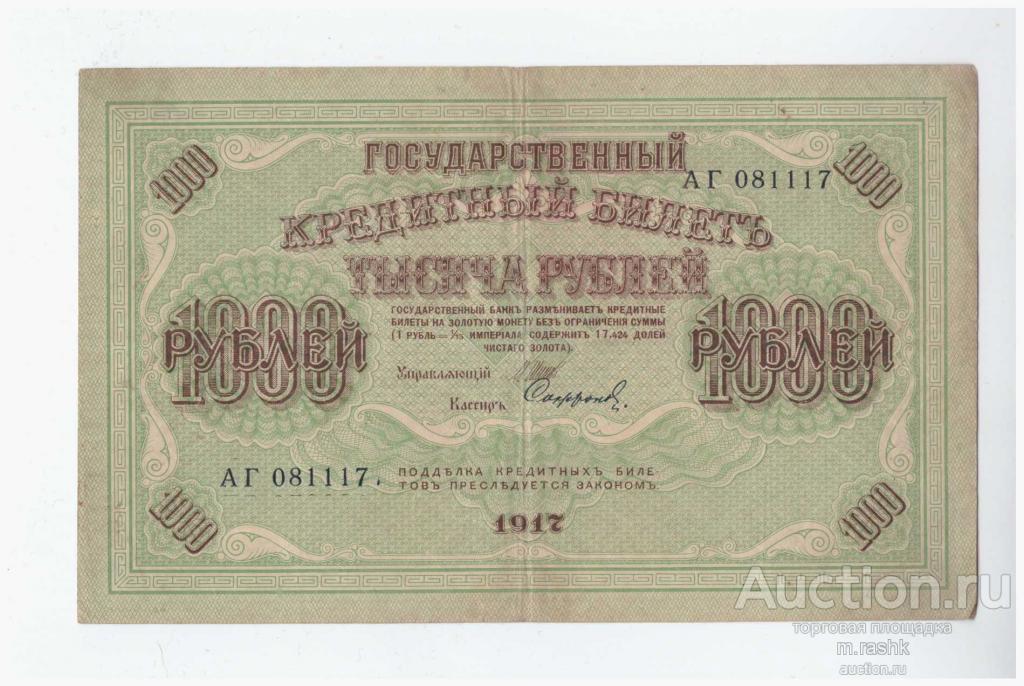 1000
1000
ГОСУДАРСТВЕННЫЙ
АГ 081117
КРЕДИТНЫЙ БИЛЕТЪ
ТЫСЯЧА РУБЛЕЙ
1000
РУБЛЕЙ
1000
РУБЛЕЙ
ГОСУДАРСТВЕННЫЙ БАНКЪ РАЗМѢНИВАЕТЪ КРЕДИТНЫЕ
БИЛЕТЫ НА ЗОЛОТУЮ МОНЕТУ БЕЗЪ ОГРАНИЧЕНІЯ СУММЫ
(1 РУБЛЬ = 1/15 ИМПЕРІАЛА, СОДЕРЖИТЪ 17,424 ДОЛЕЙ
ЧИСТАГО ЗОЛОТА).
Управляющій
Кассиръ Сафронов
АГ 081117
ПОДДѢЛКА КРЕДИТНЫХЪ БИЛЕ-
ТОВЪ ПРЕСЛѢДУЕТСЯ ЗАКОНОМЪ.
1000
1917
1000
Auction.ru
торговая площадка
m.rashk
auction.ru